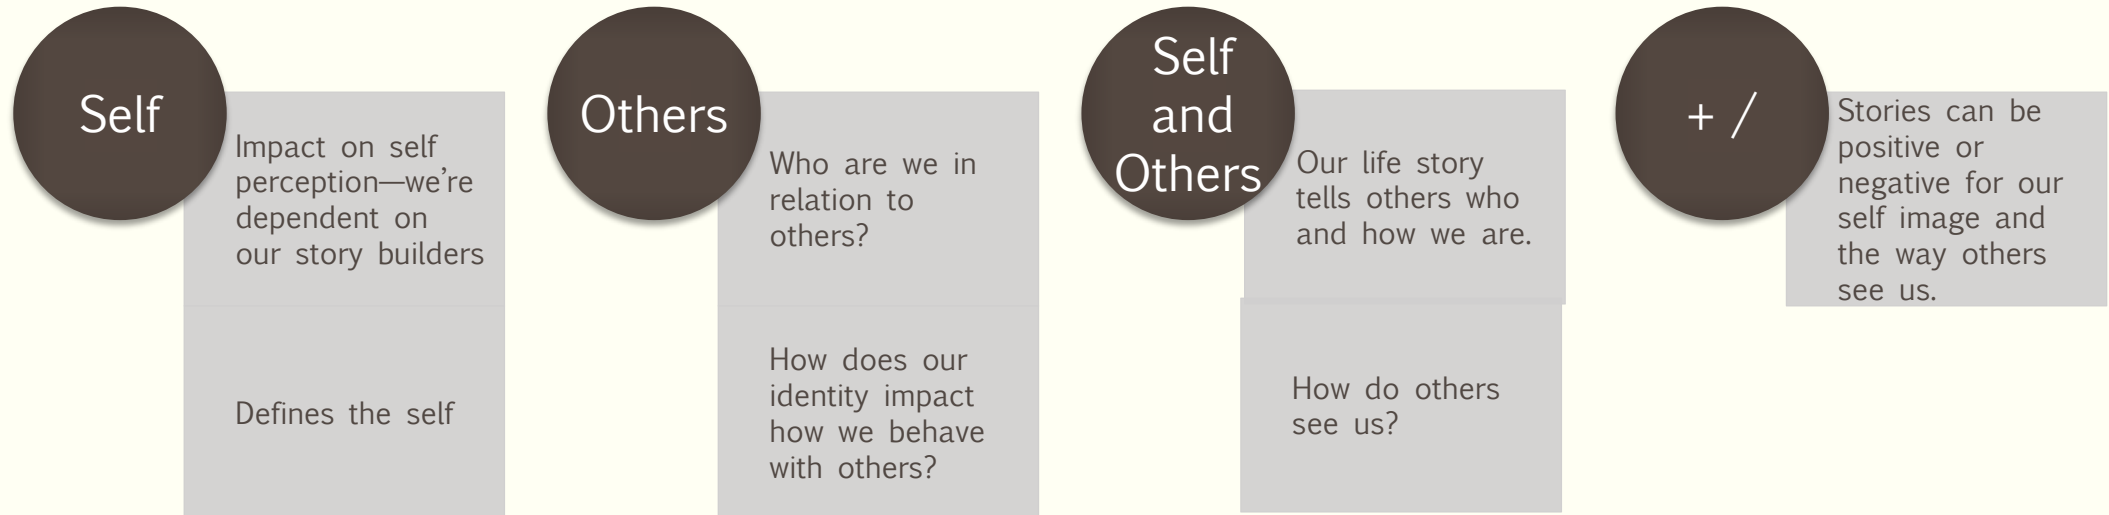 Self
Impact on self
perception—we're
dependent on
our story builders
Defines the self
Others
Who are we in
relation to
others?
How does our
identity impact
how we behave
with others?
Self
and
Others
Our life story
tells others who
and how we are.
How do others
see us?
+ /
Stories can be
positive or
negative for our
self image and
the way others
see us.